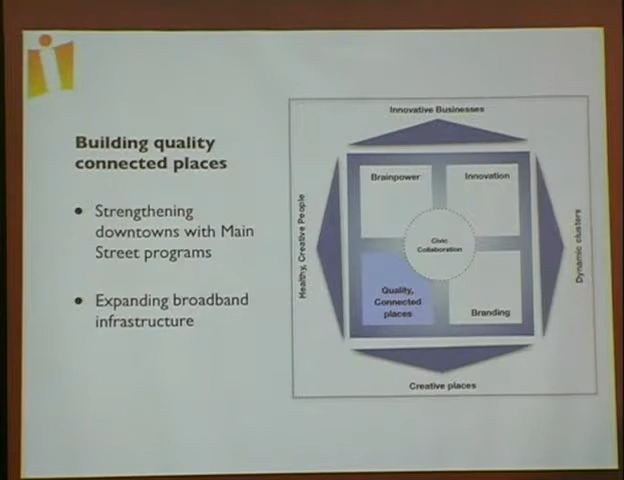 Building quality
connected places
• Strengthening
downtowns with Main
Street programs
• Expanding broadband
infrastructure
Innovative Businesses
Healthy, Creative People
Brainpower
Innovation
Civic
Collaboration
Quality,
Connected
places
Branding
Dynamic clusters
Creative places